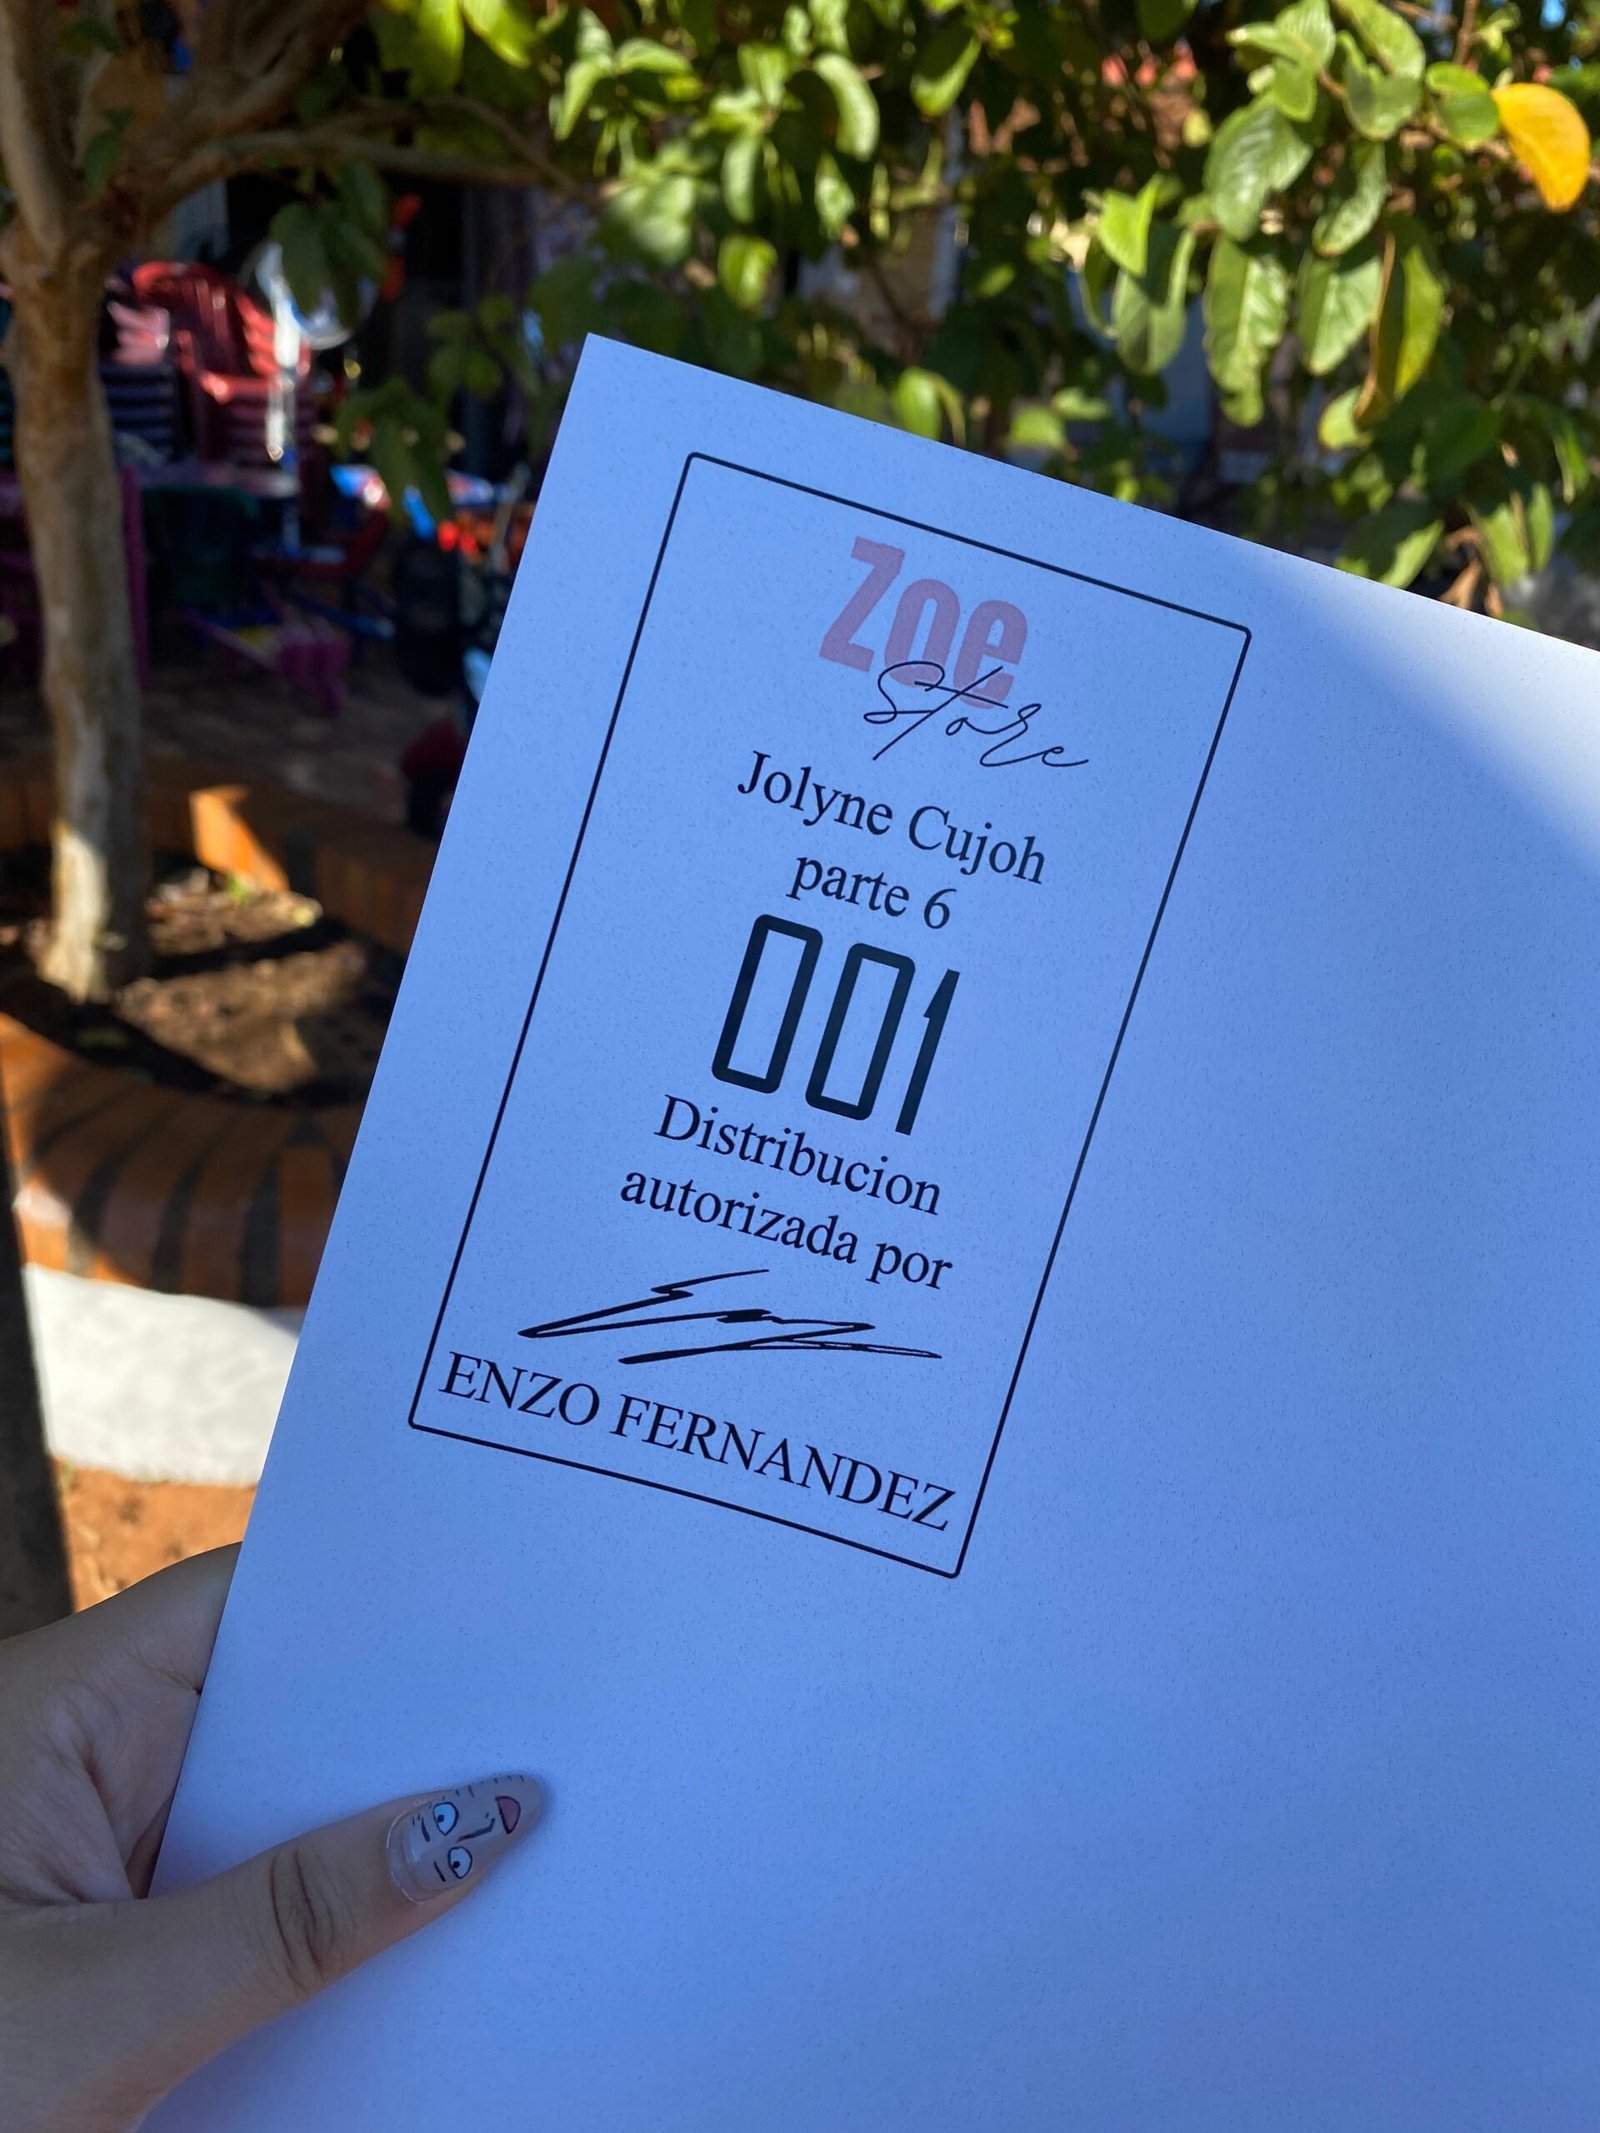 Zoe
Store
Jolyne Cujoh
parte 6
001
Distribucion
autorizada por
ENZO FERNANDEZ